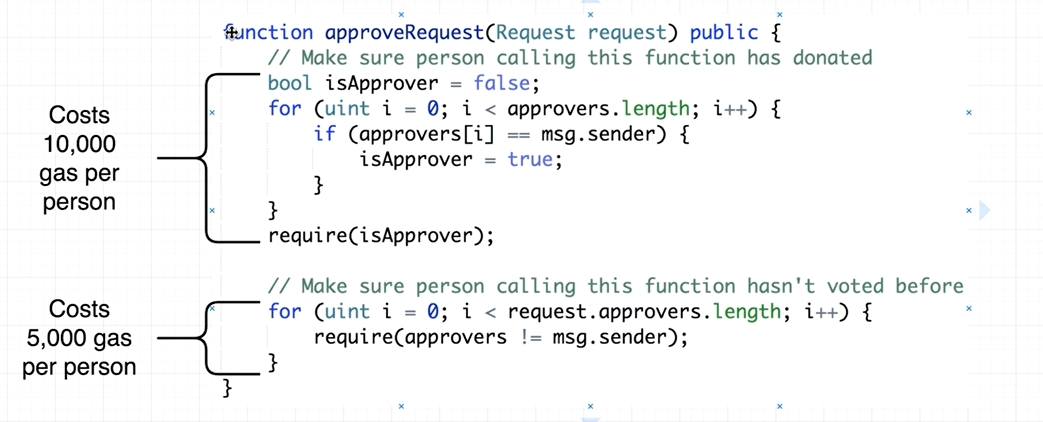 function approveRequest(Request request) public {
// Make sure person calling this function has donated
bool isApprover = false;
for (uint i = 0; i < approvers.length; i++) {
if (approvers[i] == msg.sender) {
isApprover = true;
}
}
require(isApprover);
// Make sure person calling this function hasn't voted before
for (uint i = 0; i < request.approvers.length; i++) {
require(approvers != msg.sender);
}
}
Costs
10,000
gas per
person
Costs
5,000 gas
per person